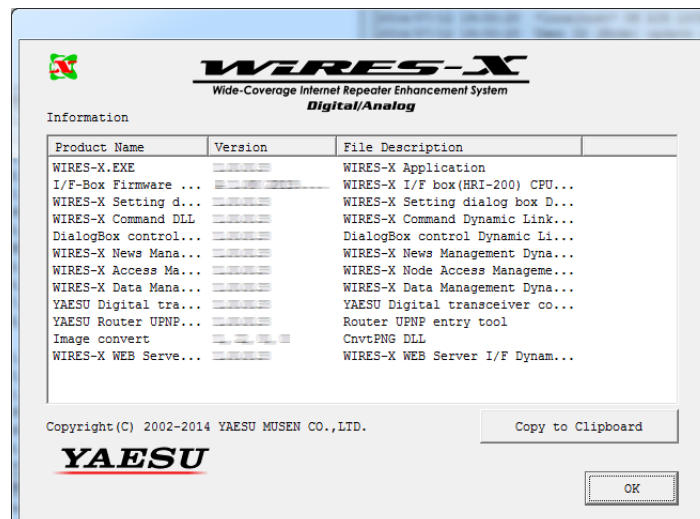 WiRES-X
Wide-Coverage Internet Repeater Enhancement System
Digital/Analog
Information
Product Name Version File Description
WIRES-X.EXE WIRES-X Application
I/F-Box Firmware ... WIRES-X I/F box(HRI-200) CPU...
WIRES-X Setting d... WIRES-X Setting dialog box D...
WIRES-X Command DLL WIRES-X Command Dynamic Link...
DialogBox control... DialogBox control Dynamic Li...
WIRES-X News Mana... WIRES-X News Management Dyna...
WIRES-X Access Ma... WIRES-X Node Access Manageme...
WIRES-X Data Mana... WIRES-X Data Management Dyna...
YAESU Digital tra... YAESU Digital transceiver co...
YAESU Router UPNP... Router UPNP entry tool
Image convert CnvtPNG DLL
WIRES-X WEB Serve... WIRES-X WEB Server I/F Dynam...
Copyright(C) 2002-2014 YAESU MUSEN CO.,LTD.
Copy to Clipboard
YAESU
OK